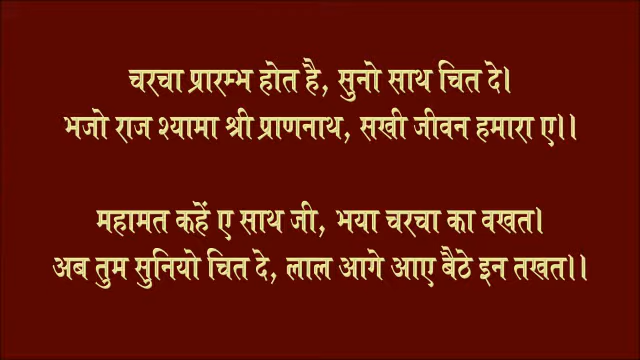 चरचा प्रारम्भ होत है, सुनो साथ चित दे।
भजो राज श्यामा श्री प्राणनाथ, सखी जीवन हमारा ए।।
महामत कहें ए साथ जी, भया चरचा का वखत।
अब तुम सुनियो चित दे, लाल आगे आए बैठे इन तखत।।